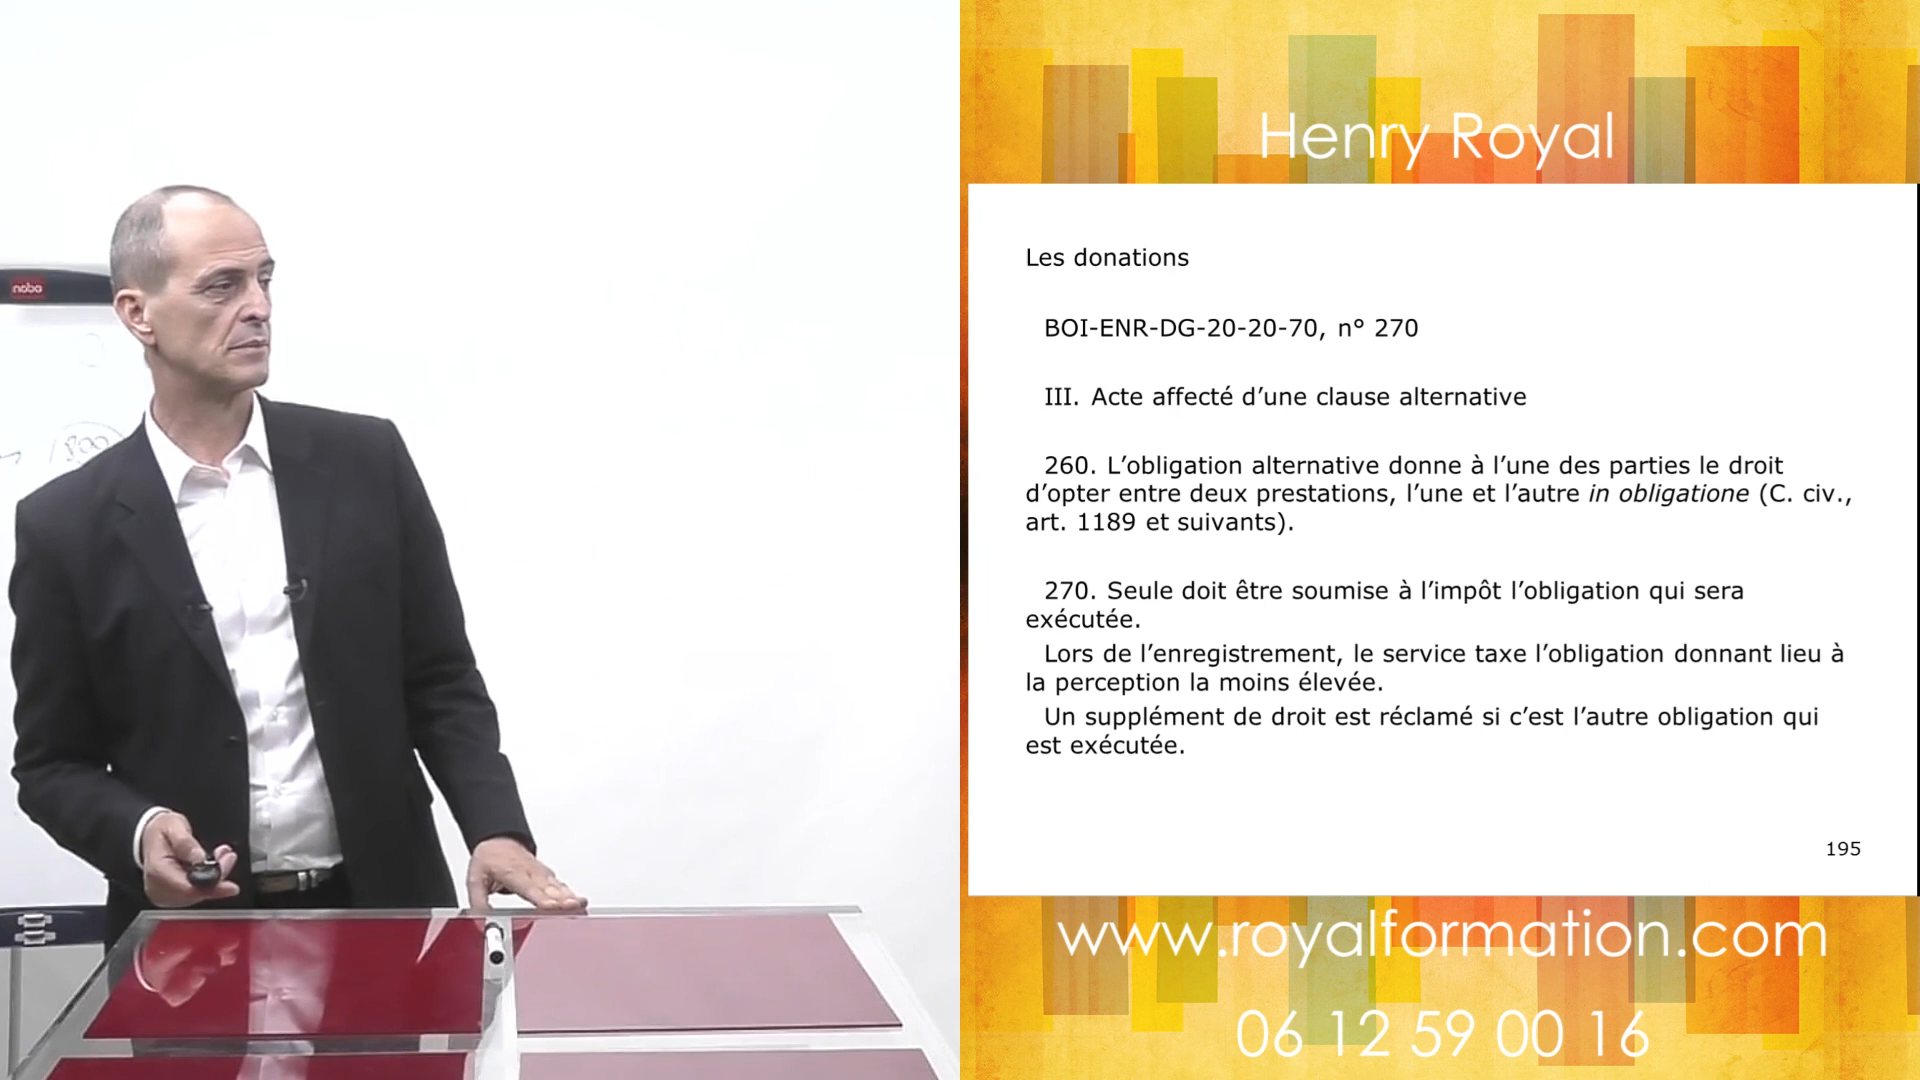 Henry Royal
nobo
1800
Les donations
BOI-ENR-DG-20-20-70, n° 270
III. Acte affecté d’une clause alternative
260. L’obligation alternative donne à l’une des parties le droit
d’opter entre deux prestations, l’une et l’autre in obligatione (C. civ.,
art. 1189 et suivants).
270. Seule doit être soumise à l’impôt l’obligation qui sera
exécutée.
Lors de l’enregistrement, le service taxe l’obligation donnant lieu à
la perception la moins élevée.
Un supplément de droit est réclamé si c’est l’autre obligation qui
est exécutée.
195
www.royalformation.com
06 12 59 00 16